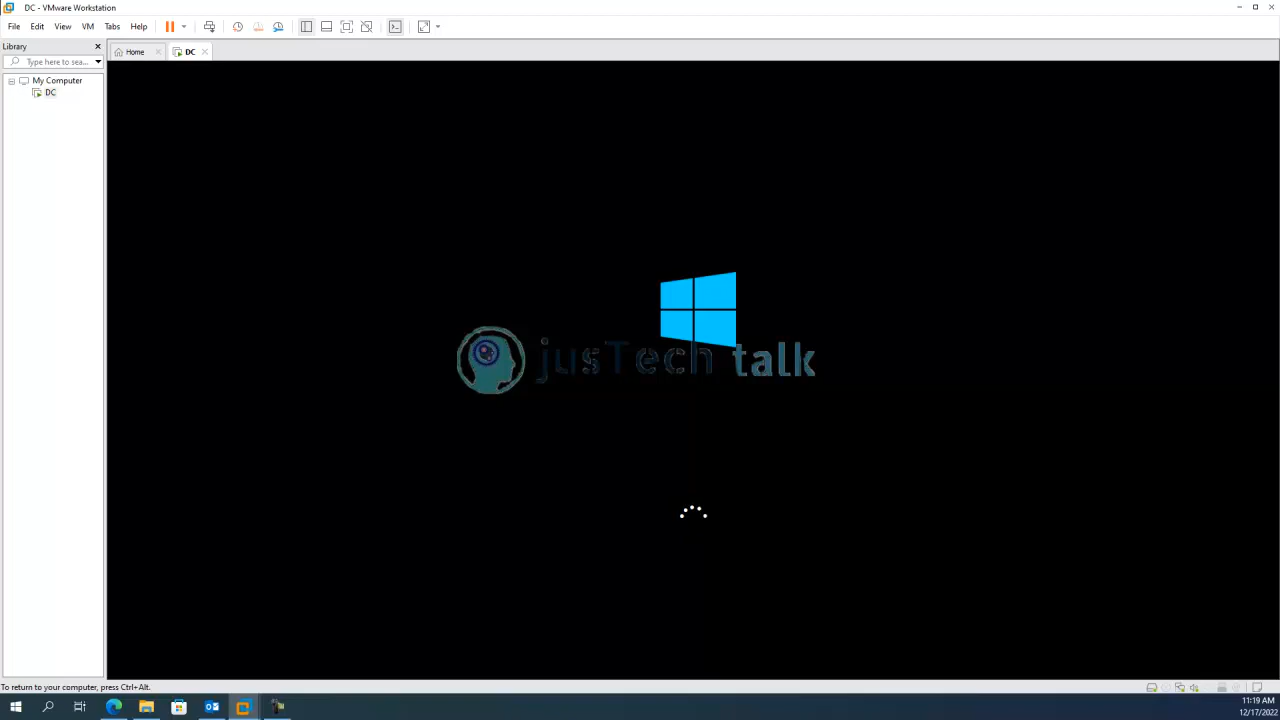 DC - VMware Workstation
File Edit View VM Tabs Help
Library
Home
DC
Type here to sea...
My Computer
DC
jusTech talk
To return to your computer, press Ctrl+Alt.
11:19 AM
12/17/2022